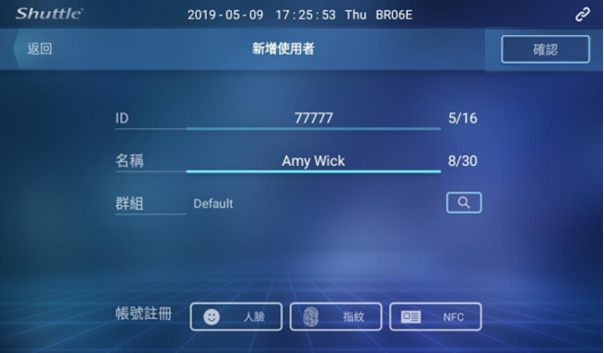 Shuttle 2019-05-09 17:25:53 Thu BR06E
返回 新增使用者 確認
ID 77777 5/16
名稱 Amy Wick 8/30
群組 Default
帳號註冊 人臉 指紋 NFC